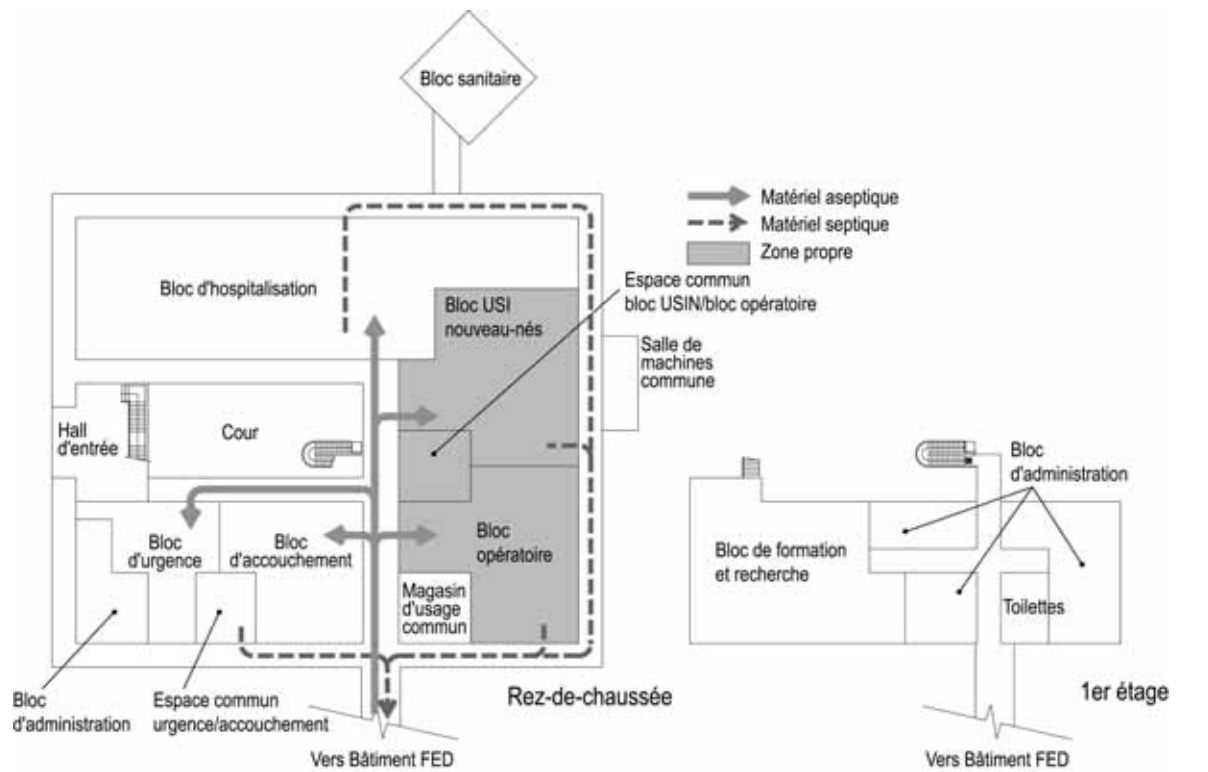 Bloc sanitaire
Matériel aseptique
Matériel septique
Zone propre
Espace commun
bloc USIN/bloc opératoire
Bloc d'hospitalisation
Bloc USI
nouveau-nés
Salle de
machines
commune
Hall
d'entrée
Cour
Bloc
d'urgence
Bloc
d'accouchement
Bloc
opératoire
Magasin
d'usage
commun
Bloc
d'administration
Espace commun
urgence/accouchement
Rez-de-chaussée
Vers Bâtiment FED
Bloc
d'administration
Bloc de formation
et recherche
Toilettes
1er étage
Vers Bâtiment FED